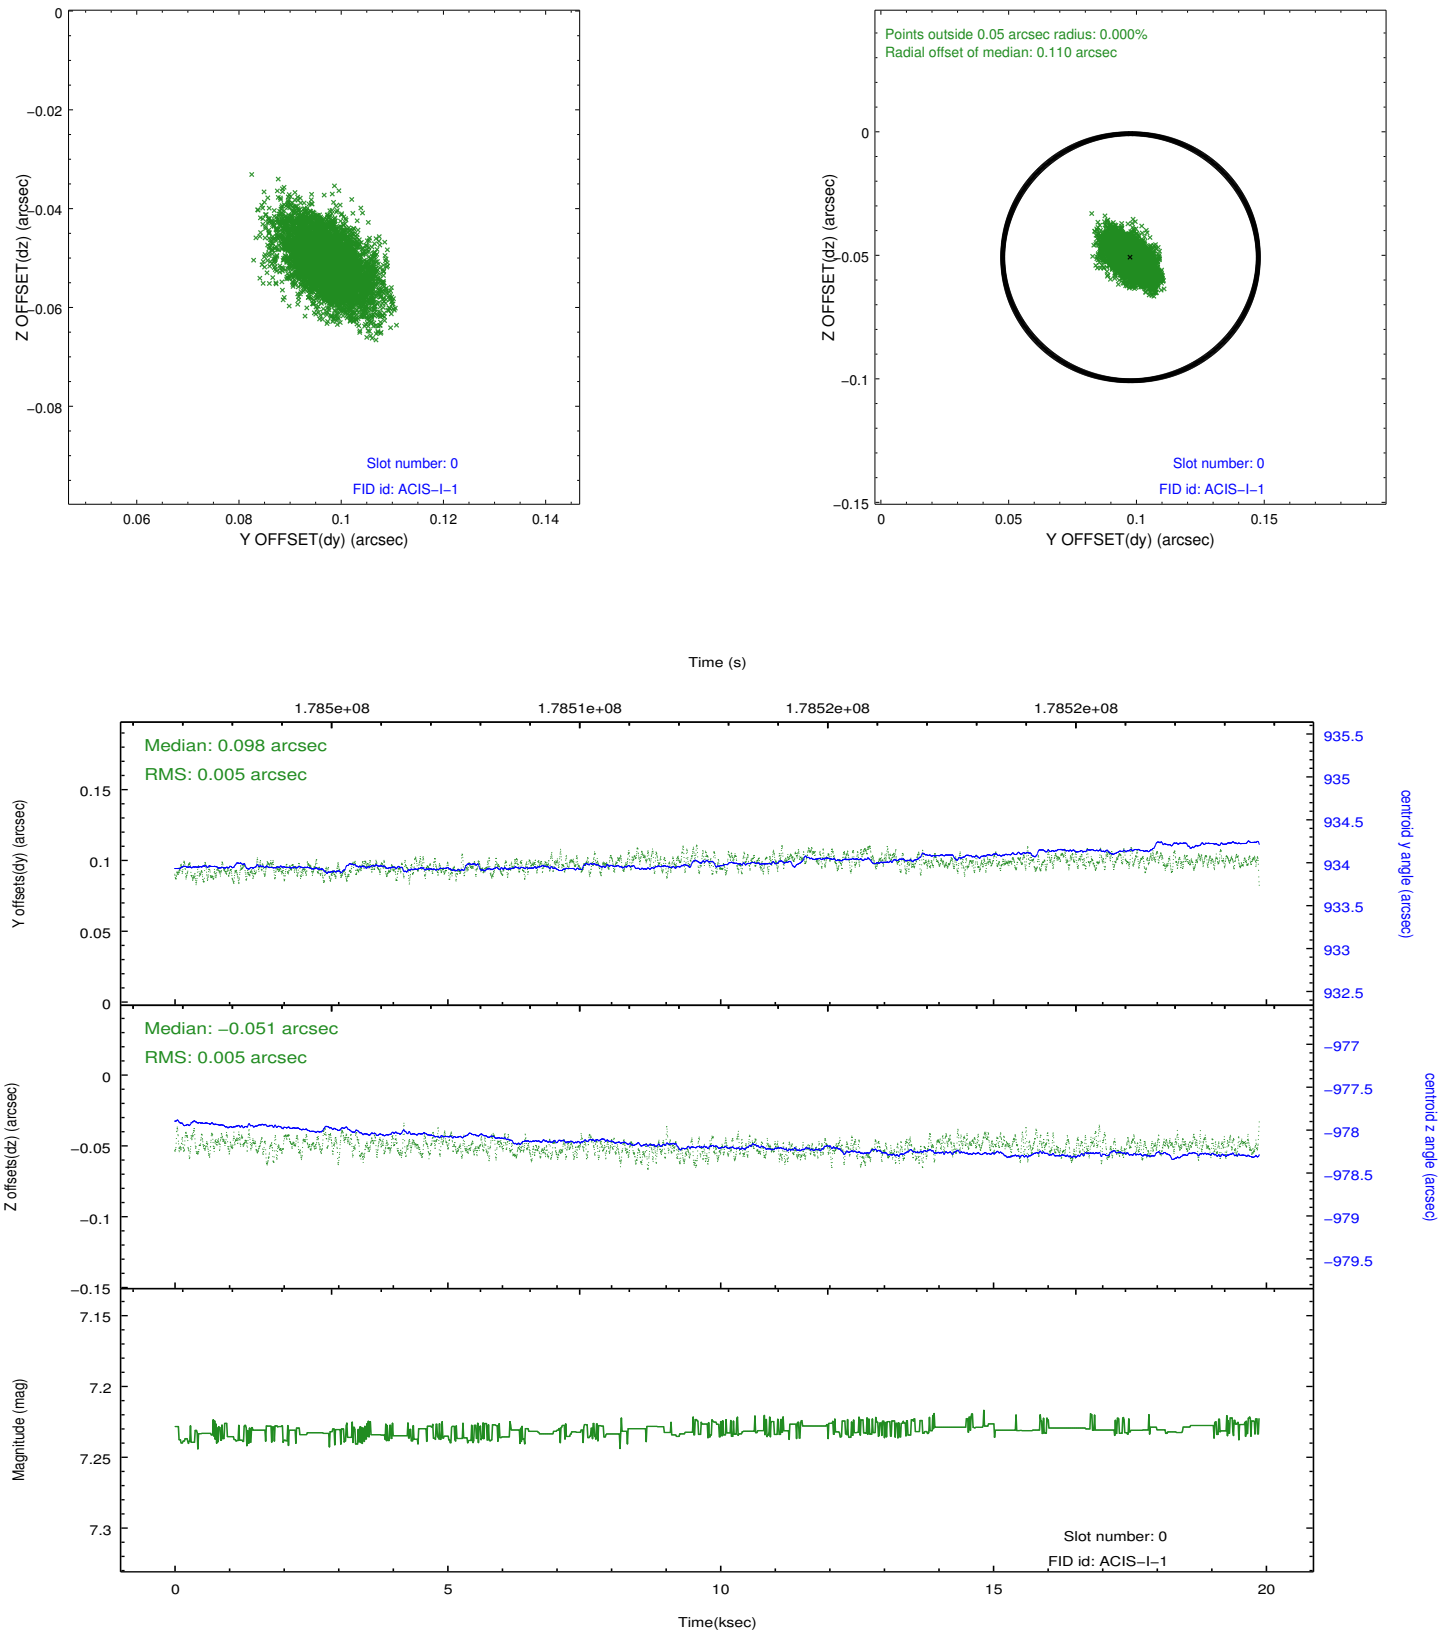 0
−0.02
−0.04
−0.06
−0.08
Z OFFSET(dz) (arcsec)
Slot number: 0
FID id: ACIS−I−1
0.06
0.08
0.1
0.12
0.14
Y OFFSET(dy) (arcsec)
Points outside 0.05 arcsec radius: 0.000%
Radial offset of median: 0.110 arcsec
0
−0.05
−0.1
−0.15
Z OFFSET(dz) (arcsec)
Slot number: 0
FID id: ACIS−I−1
0
0.05
0.1
0.15
Y OFFSET(dy) (arcsec)
Time (s)
1.785e+08
1.7851e+08
1.7852e+08
1.7852e+08
Median: 0.098 arcsec
RMS: 0.005 arcsec
0.15
0.1
0.05
0
Y offsets(dy) (arcsec)
935.5
935
934.5
934
933.5
933
932.5
centroid y angle (arcsec)
Median: −0.051 arcsec
RMS: 0.005 arcsec
0
−0.05
−0.1
−0.15
Z offsets(dz) (arcsec)
−977
−977.5
−978
−978.5
−979
−979.5
centroid z angle (arcsec)
7.15
7.2
7.25
7.3
Magnitude (mag)
Slot number: 0
FID id: ACIS−I−1
0
5
10
15
20
Time(ksec)